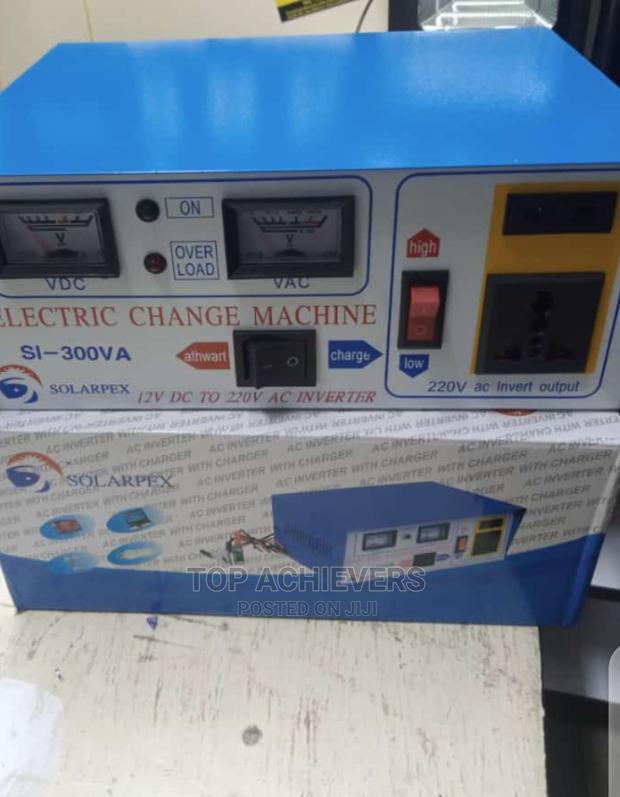 ON
OVER
LOAD
V
V
VDC
VAC
high
low
220V ac Invert output
ELECTRIC CHANGE MACHINE
SI-300VA
athwart
charge
SOLARPEX
12V DC TO 220V AC INVERTER
SOLARPEX
AC INVERTER WITH CHARGER
TOP ACHIEVERS
POSTED ON JIJI